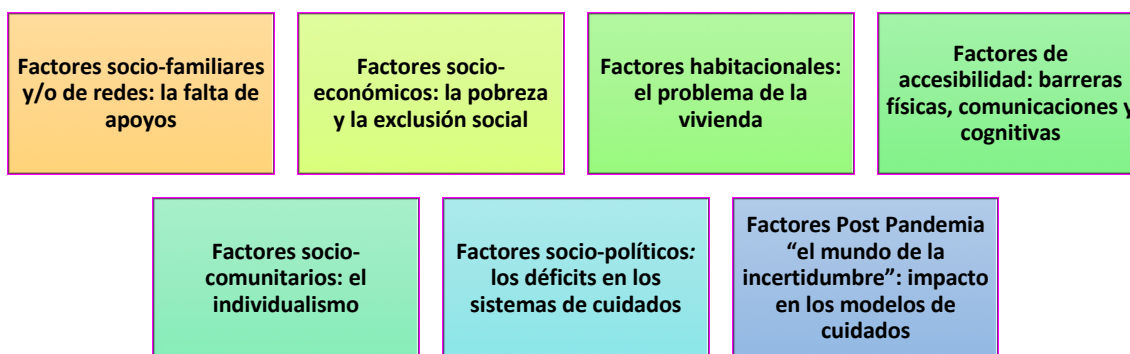 Factores socio-familiares
y/o de redes: la falta de
apoyos
Factores socio-
económicos: la pobreza
y la exclusión social
Factores habitacionales:
el problema de la
vivienda
Factores de
accesibilidad: barreras
físicas, comunicaciones y
cognitivas
Factores socio-
comunitarios: el
individualismo
Factores socio-políticos:
los déficits en los
sistemas de cuidados
Factores Post Pandemia
“el mundo de la
incertidumbre”: impacto
en los modelos de
cuidados